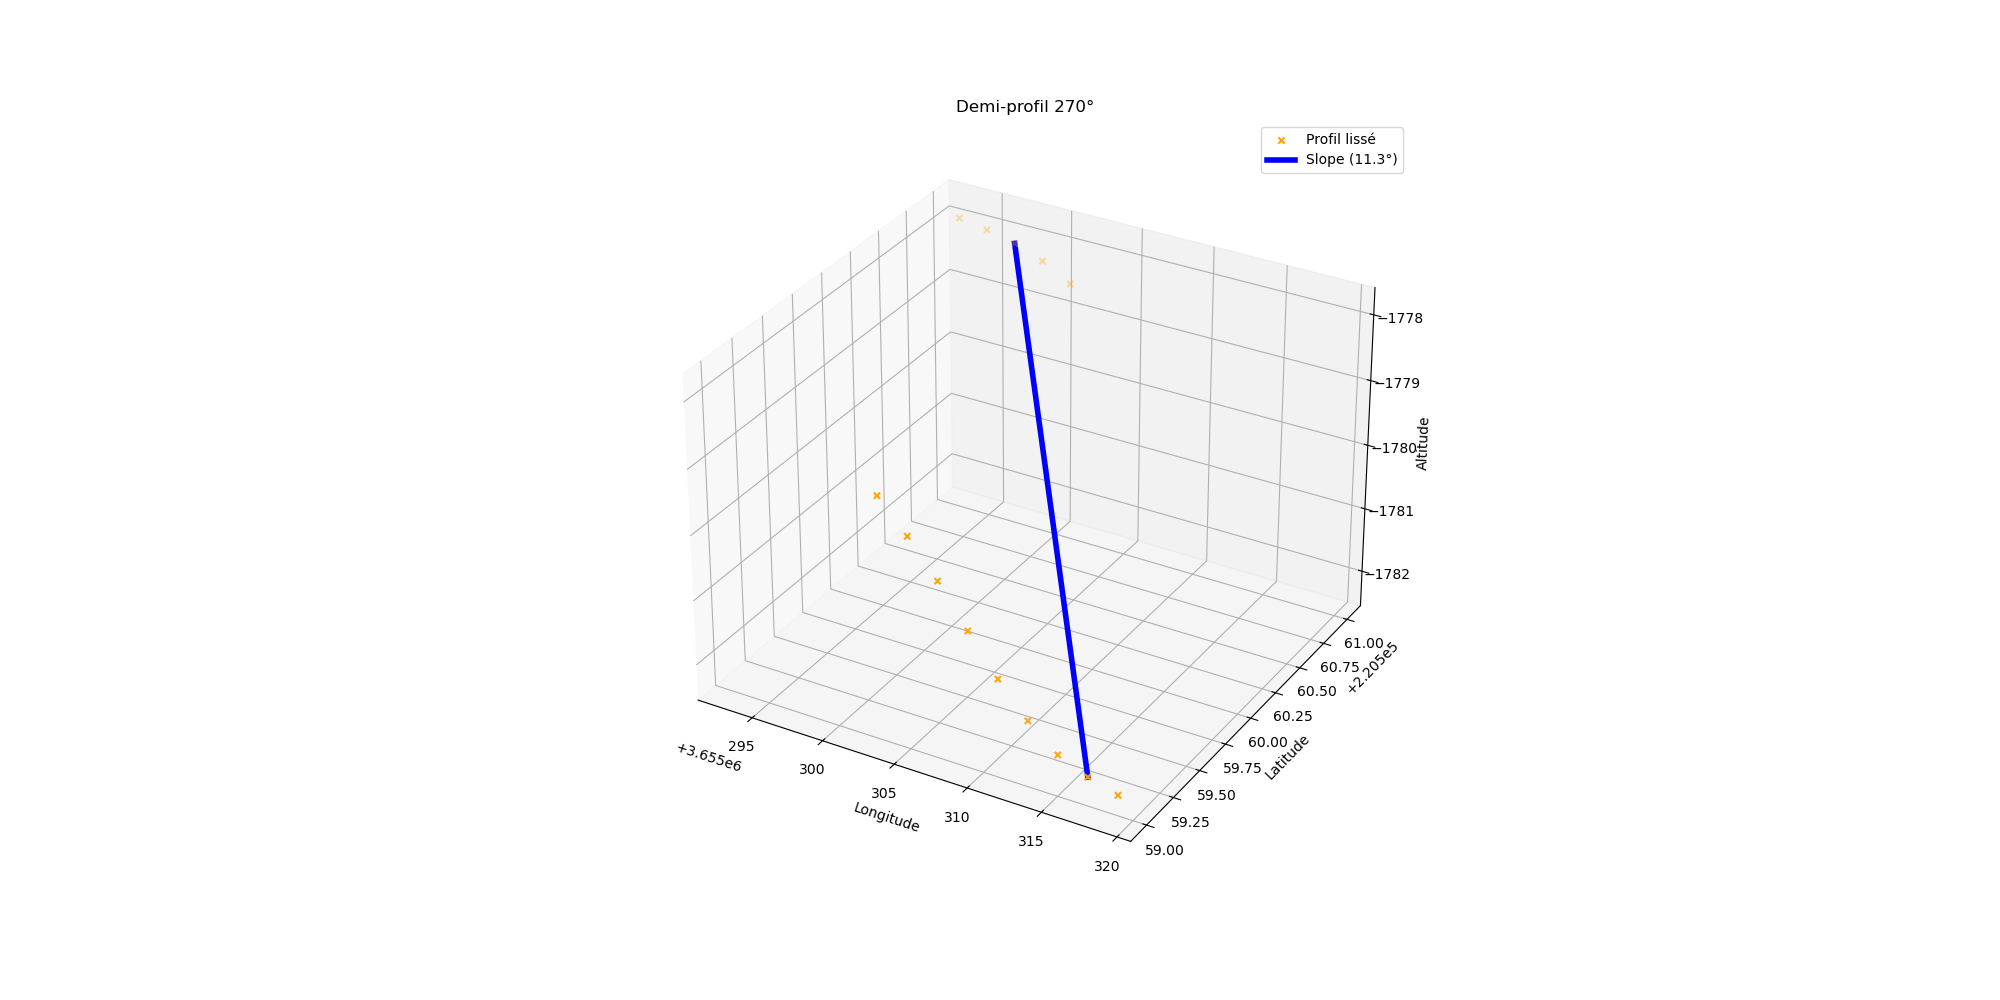 Demi-profil 270°
Profil lissé
Slope (11.3°)
−1778
−1779
−1780
−1781
−1782
Altitude
61.00
60.75
60.50
60.25
60.00
59.75
59.50
59.25
59.00
+2.205e5
Latitude
295
300
305
310
315
320
+3.655e6
Longitude